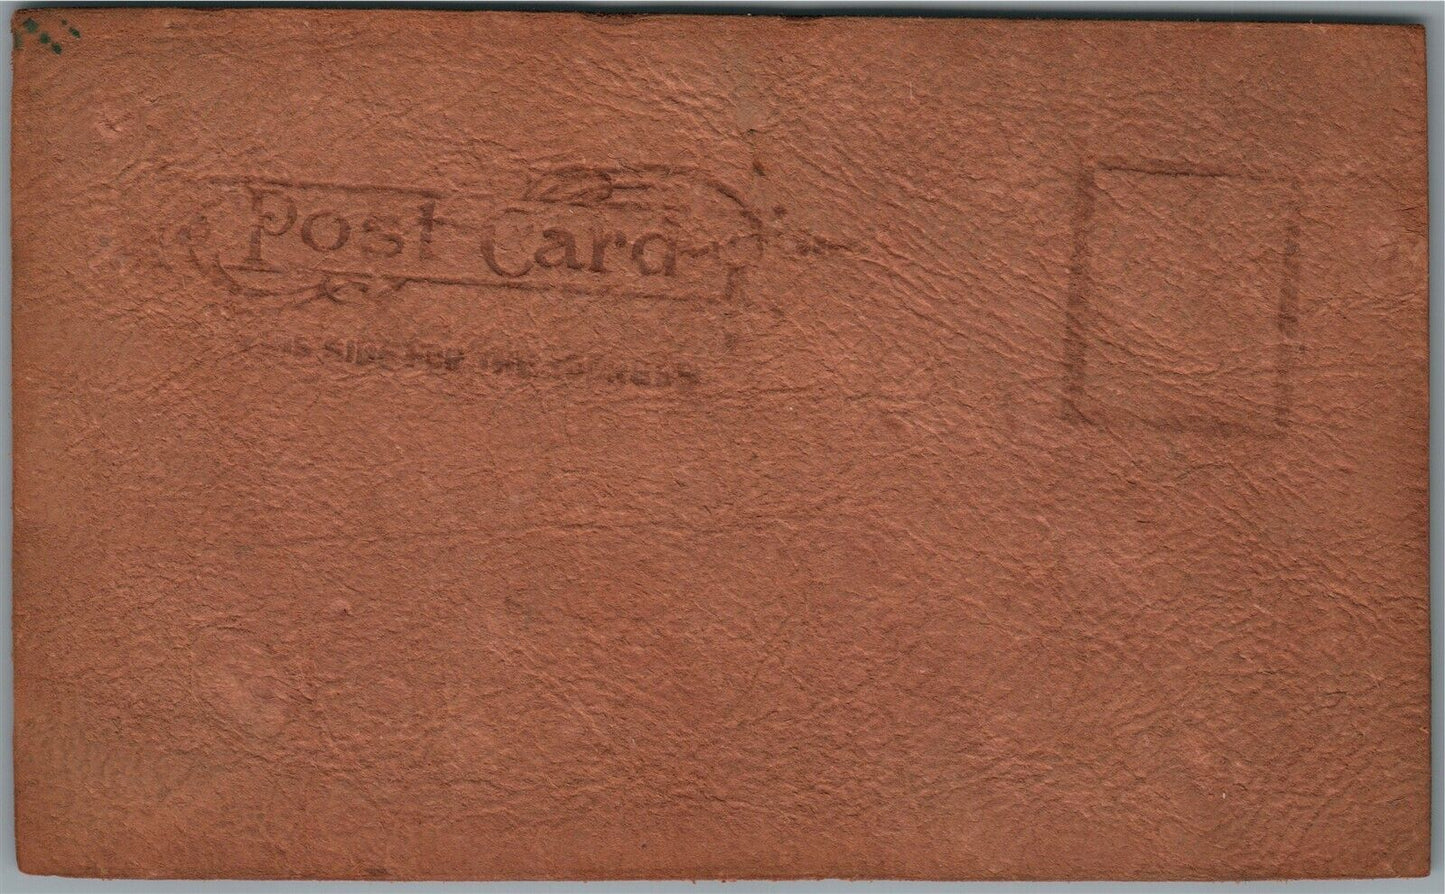 Post Card
THIS SIDE FOR THE ADDRESS